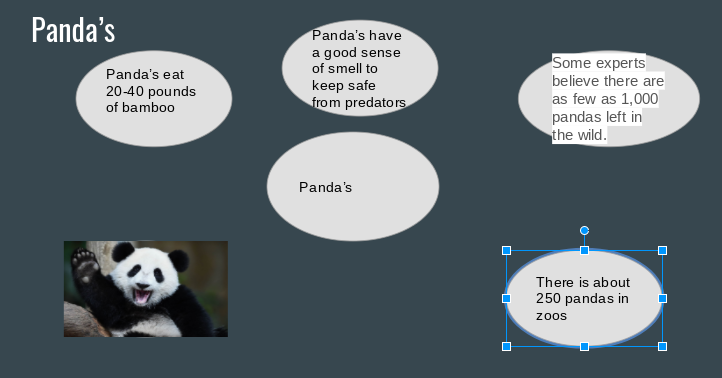 Panda’s
Panda’s eat
20-40 pounds
of bamboo
Panda’s have
a good sense
of smell to
keep safe
from predators
Some experts
believe there are
as few as 1,000
pandas left in
the wild.
Panda’s
There is about
250 pandas in
zoos